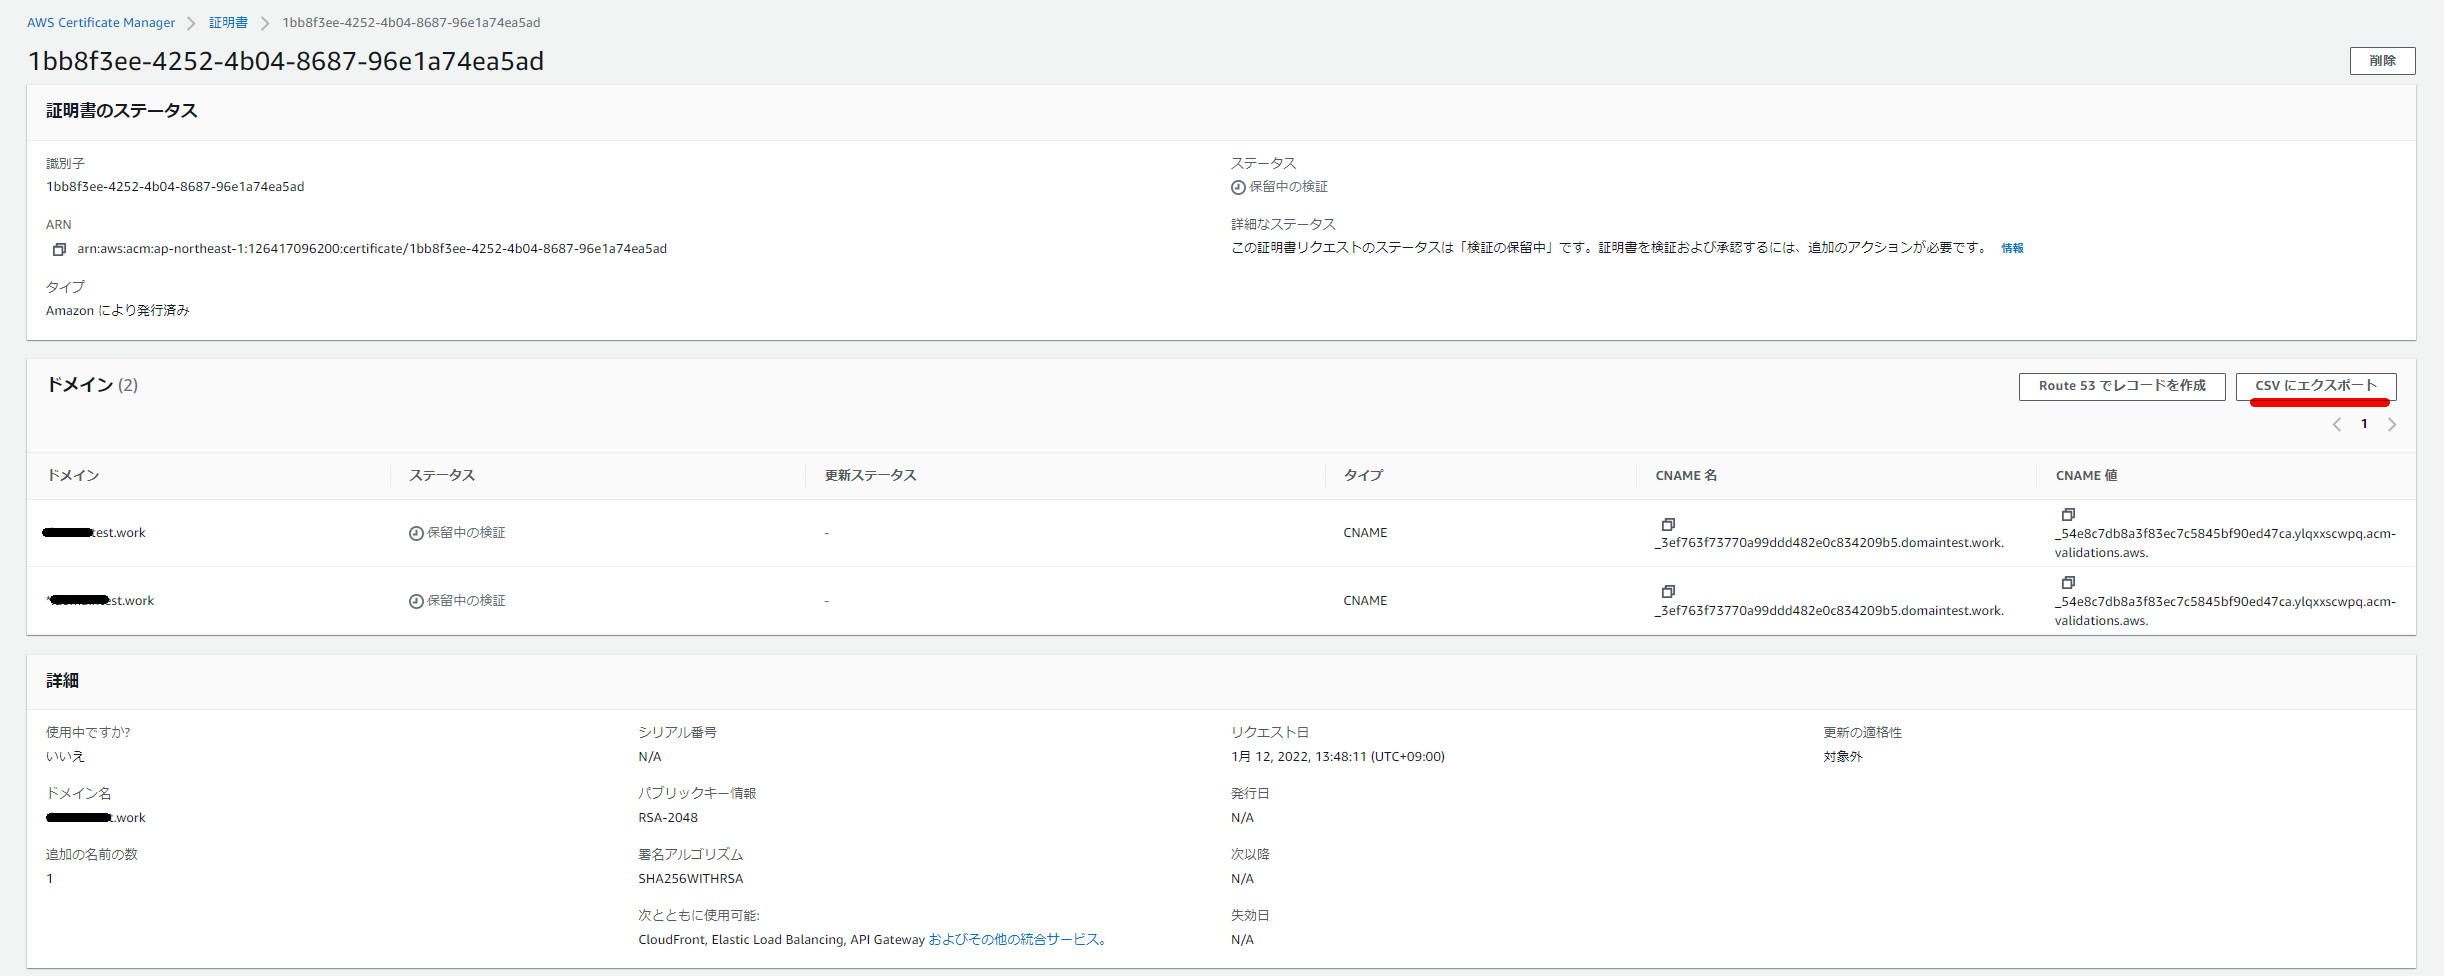 AWS Certificate Manager 証明書 1bb8f3ee-4252-4b04-8687-96e1a74ea5ad
1bb8f3ee-4252-4b04-8687-96e1a74ea5ad
削除
証明書のステータス
識別子
1bb8f3ee-4252-4b04-8687-96e1a74ea5ad
ARN
arn:aws:acm:ap-northeast-1:126417096200:certificate/1bb8f3ee-4252-4b04-8687-96e1a74ea5ad
タイプ
Amazon により発行済み
ステータス
保留中の検証
詳細なステータス
この証明書リクエストのステータスは「検証の保留中」です。証明書を検証および承認するには、追加のアクションが必要です。 情報
ドメイン (2)
Route 53 でレコードを作成
CSV にエクスポート
1
ドメイン ステータス 更新ステータス タイプ CNAME 名 CNAME 値
test.work 保留中の検証 - CNAME _3ef763f73770a99ddd482e0c834209b5.domaintest.work. _54e8c7db8a3f83ec7c5845bf90ed47ca.ylqxxscwpq.acm-
validations.aws.
st.work 保留中の検証 - CNAME _3ef763f73770a99ddd482e0c834209b5.domaintest.work. _54e8c7db8a3f83ec7c5845bf90ed47ca.ylqxxscwpq.acm-
validations.aws.
詳細
使用中ですか?
いいえ
ドメイン名
.work
追加の名前の数
1
シリアル番号
N/A
パブリックキー情報
RSA-2048
署名アルゴリズム
SHA256WITHRSA
次とともに使用可能:
CloudFront, Elastic Load Balancing, API Gateway およびその他の統合サービス。
リクエスト日
1月 12, 2022, 13:48:11 (UTC+09:00)
発行日
N/A
次以降
N/A
失効日
N/A
更新の適格性
対象外